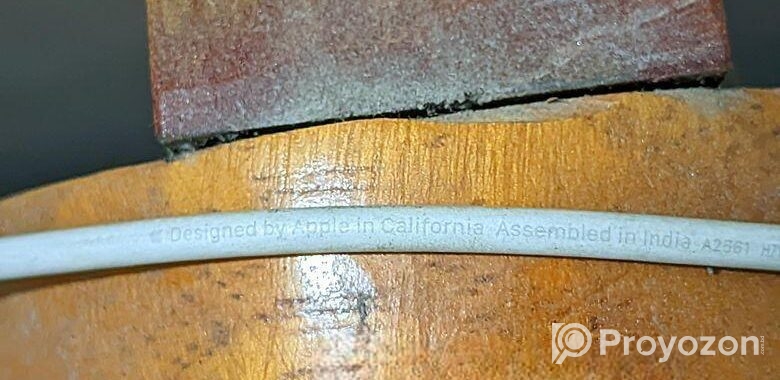 Designed by Apple in California Assembled in India A2561
Proyozon